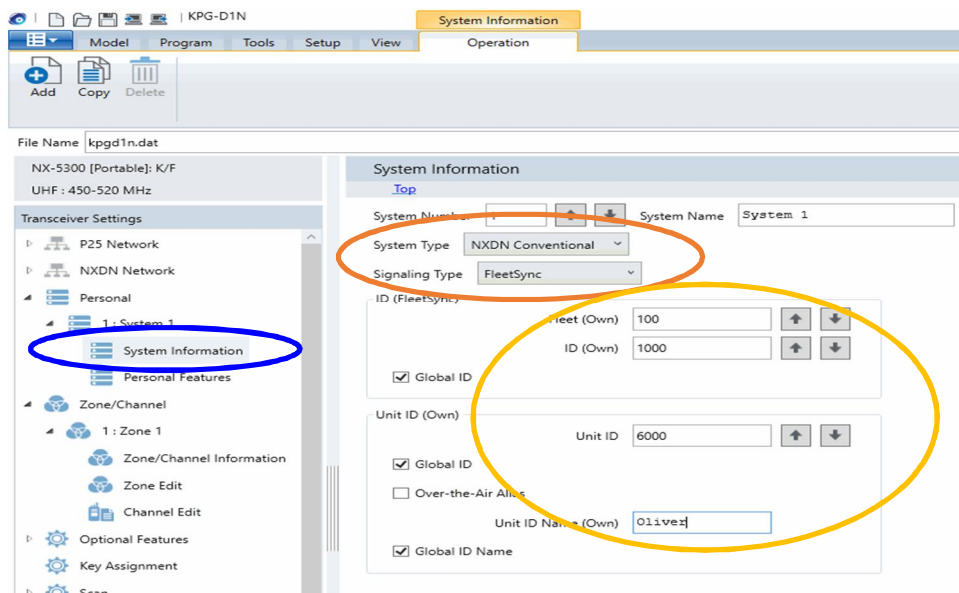 KPG-D1N
System Information
Model Program Tools Setup View Operation
Add Copy Delete
File Name kpgd1n.dat
NX-5300 [Portable]: K/F
UHF : 450-520 MHz
Transceiver Settings
P25 Network
NXDN Network
Personal
1 : System 1
System Information
Personal Features
Zone/Channel
1 : Zone 1
Zone/Channel Information
Zone Edit
Channel Edit
Optional Features
Key Assignment
Scan
System Information
Top
System Number 1 System Name System 1
System Type NXDN Conventional
Signaling Type FleetSync
ID (FleetSync)
Fleet (Own) 100
ID (Own) 1000
Global ID
Unit ID (Own)
Unit ID 6000
Global ID
Over-the-Air Alias
Unit ID Name (Own) Oliver
Global ID Name